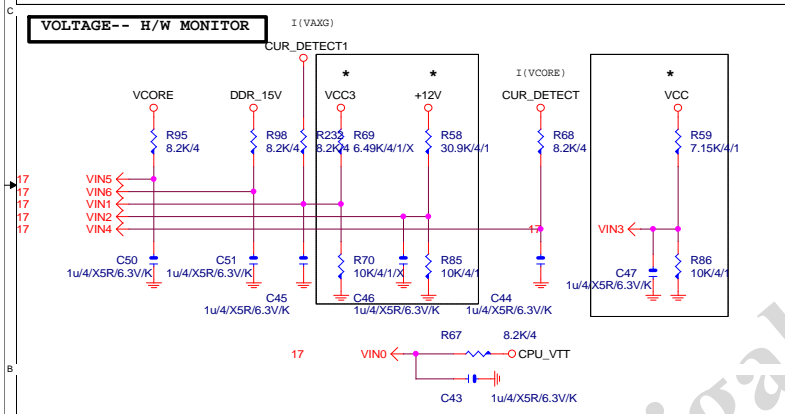 C
VOLTAGE-- H/W MONITOR
I(VAXG)
CUR_DETECT1
* * I(VCORE) *
VCORE DDR_15V VCC3 +12V CUR_DETECT VCC
R95 R98 R232 R69 R58 R68 R59
8.2K/4 8.2K/4 8.2K/4 6.49K/4/1/X 30.9K/4/1 8.2K/4 7.15K/4/1
17 VIN5
17 VIN6
17 VIN1
17 VIN2
17 VIN4 17 VIN3
C50 C51 R70 R85 R86
1u/4/X5R/6.3V/K 1u/4/X5R/6.3V/K 10K/4/1/X 10K/4/1 C47 10K/4/1
1u/4/X5R/6.3V/K
C45 C46 C44
1u/4/X5R/6.3V/K 1u/4/X5R/6.3V/K 1u/4/X5R/6.3V/K
R67 8.2K/4
17 VIN0 CPU_VTT
B
C43 1u/4/X5R/6.3V/K